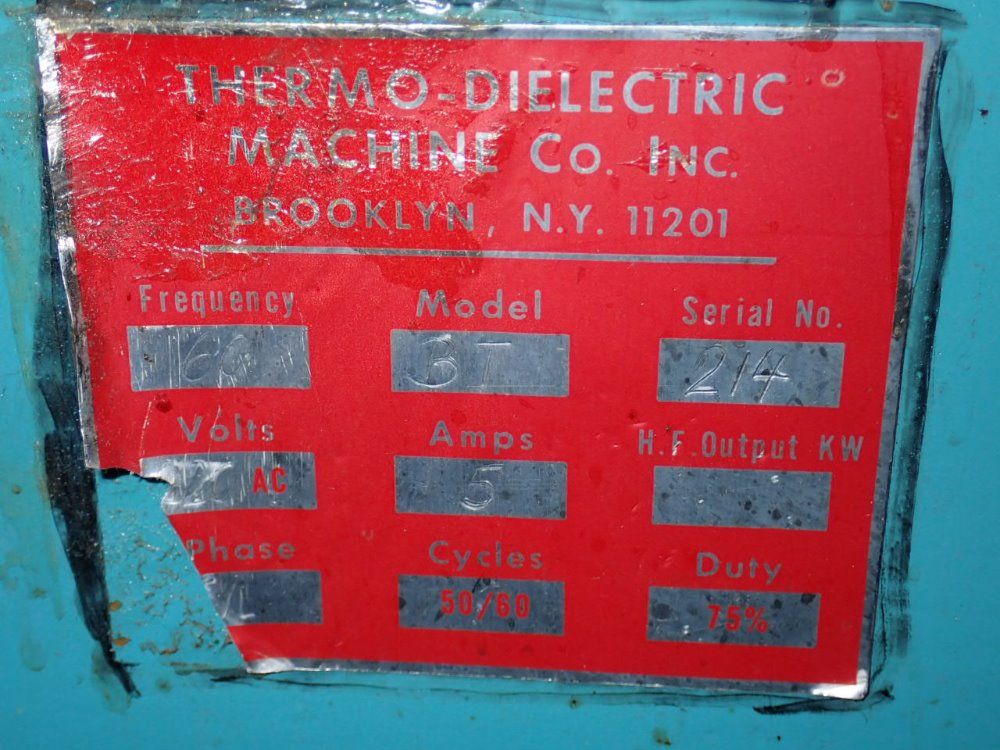 THERMO-DIELECTRIC
MACHINE CO. INC.
BROOKLYN, N.Y. 11201
Frequency Model Serial No.
60 BT 214
Volts Amps H.F. Output KW
AC 5
Phase Cycles Duty
50/60 75%